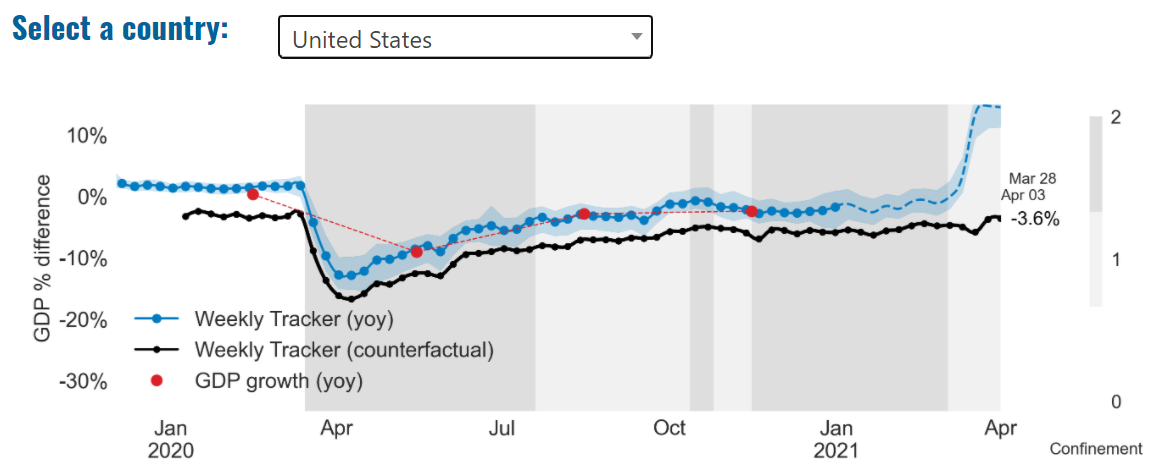 Select a country:
United States
10%
0%
-10%
-20%
-30%
GDP % difference
Weekly Tracker (yoy)
Weekly Tracker (counterfactual)
GDP growth (yoy)
Mar 28
Apr 03
-3.6%
Jan
2020
Apr
Jul
Oct
Jan
2021
Apr
2
1
0
Confinement